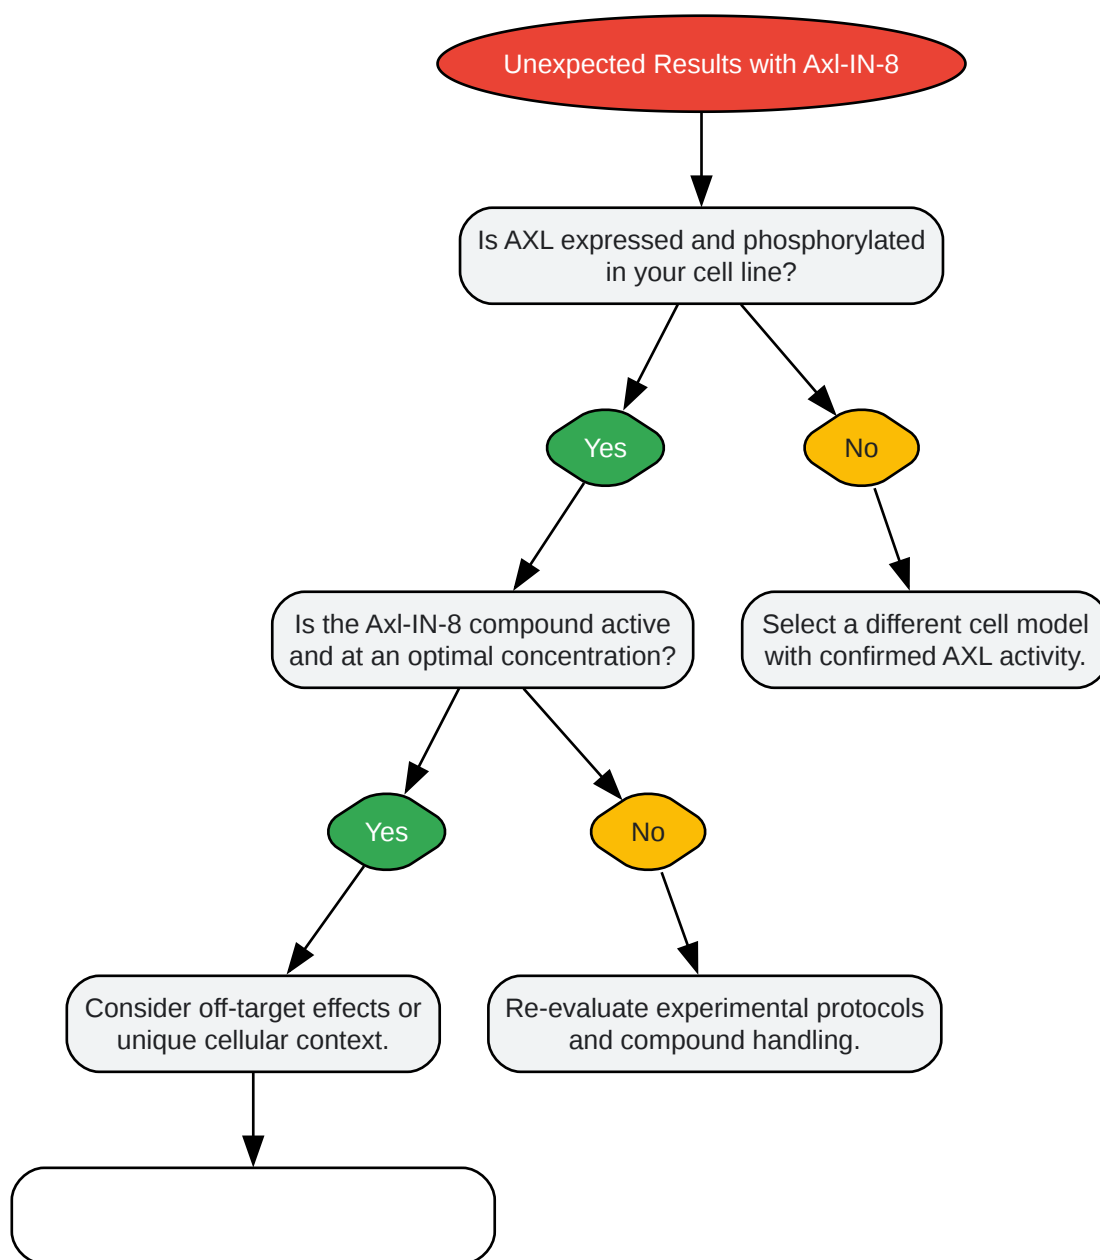 Unexpected Results with Axl-IN-8
Is AXL expressed and phosphorylated
in your cell line?
Yes
No
Is the Axl-IN-8 compound active
and at an optimal concentration?
Select a different cell model
with confirmed AXL activity.
Yes
No
Consider off-target effects or
unique cellular context.
Re-evaluate experimental protocols
and compound handling.